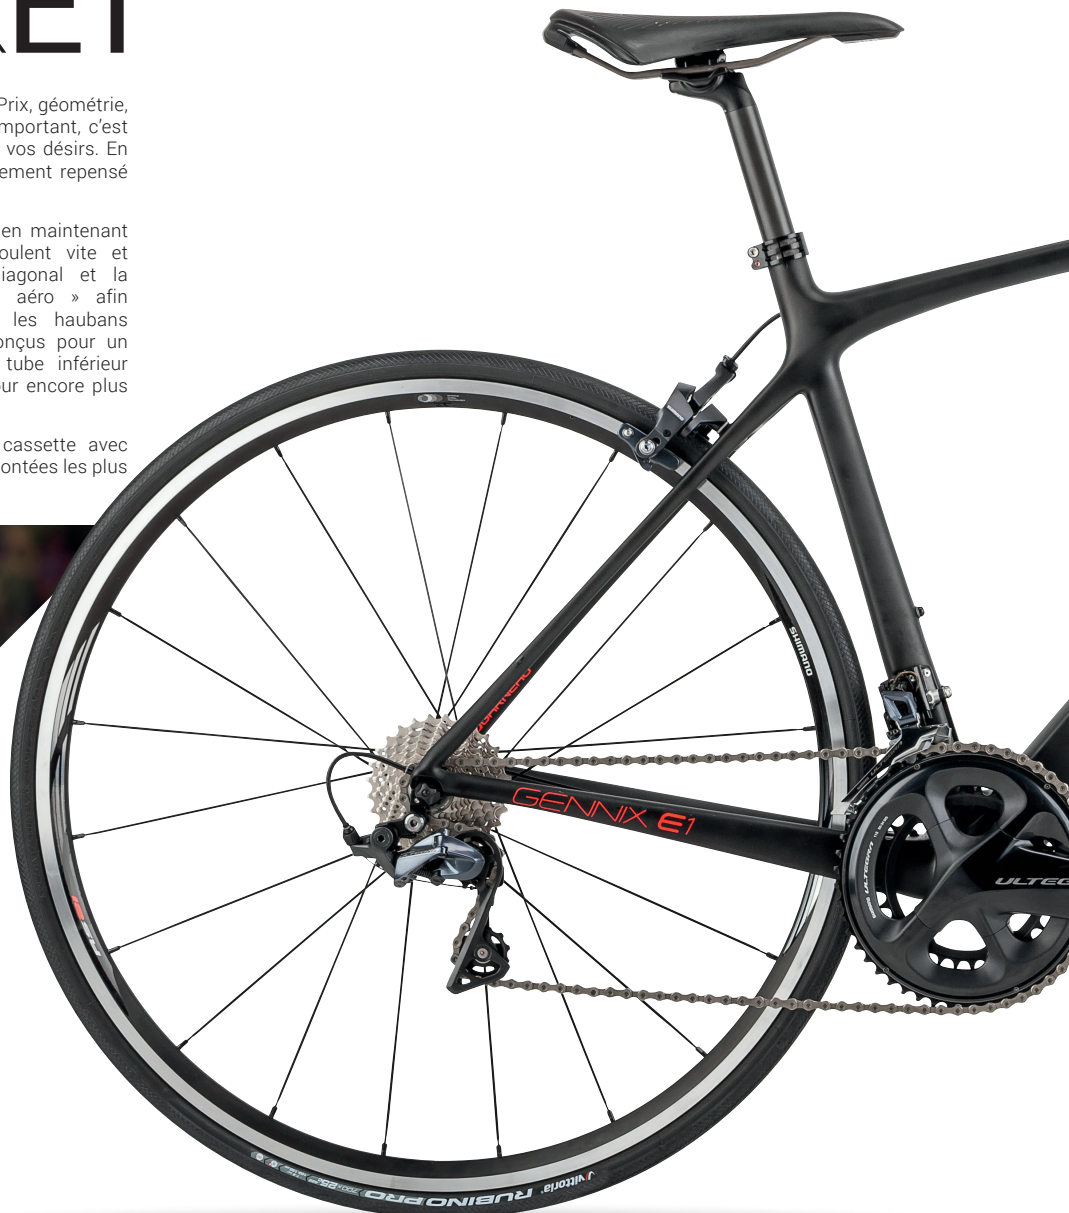 E1
Prix, géométrie,
mportant, c'est
vos désirs. En
ement repensé
en maintenant
oulent vite et
iagonal et la
aéro » afin
les haubans
onçus pour un
tube inférieur
ur encore plus
cassette avec
ontées les plus
SHIMANO
GENNIX E1
ULTEGRA
ULTEG
vittoria
RUBINO PRO